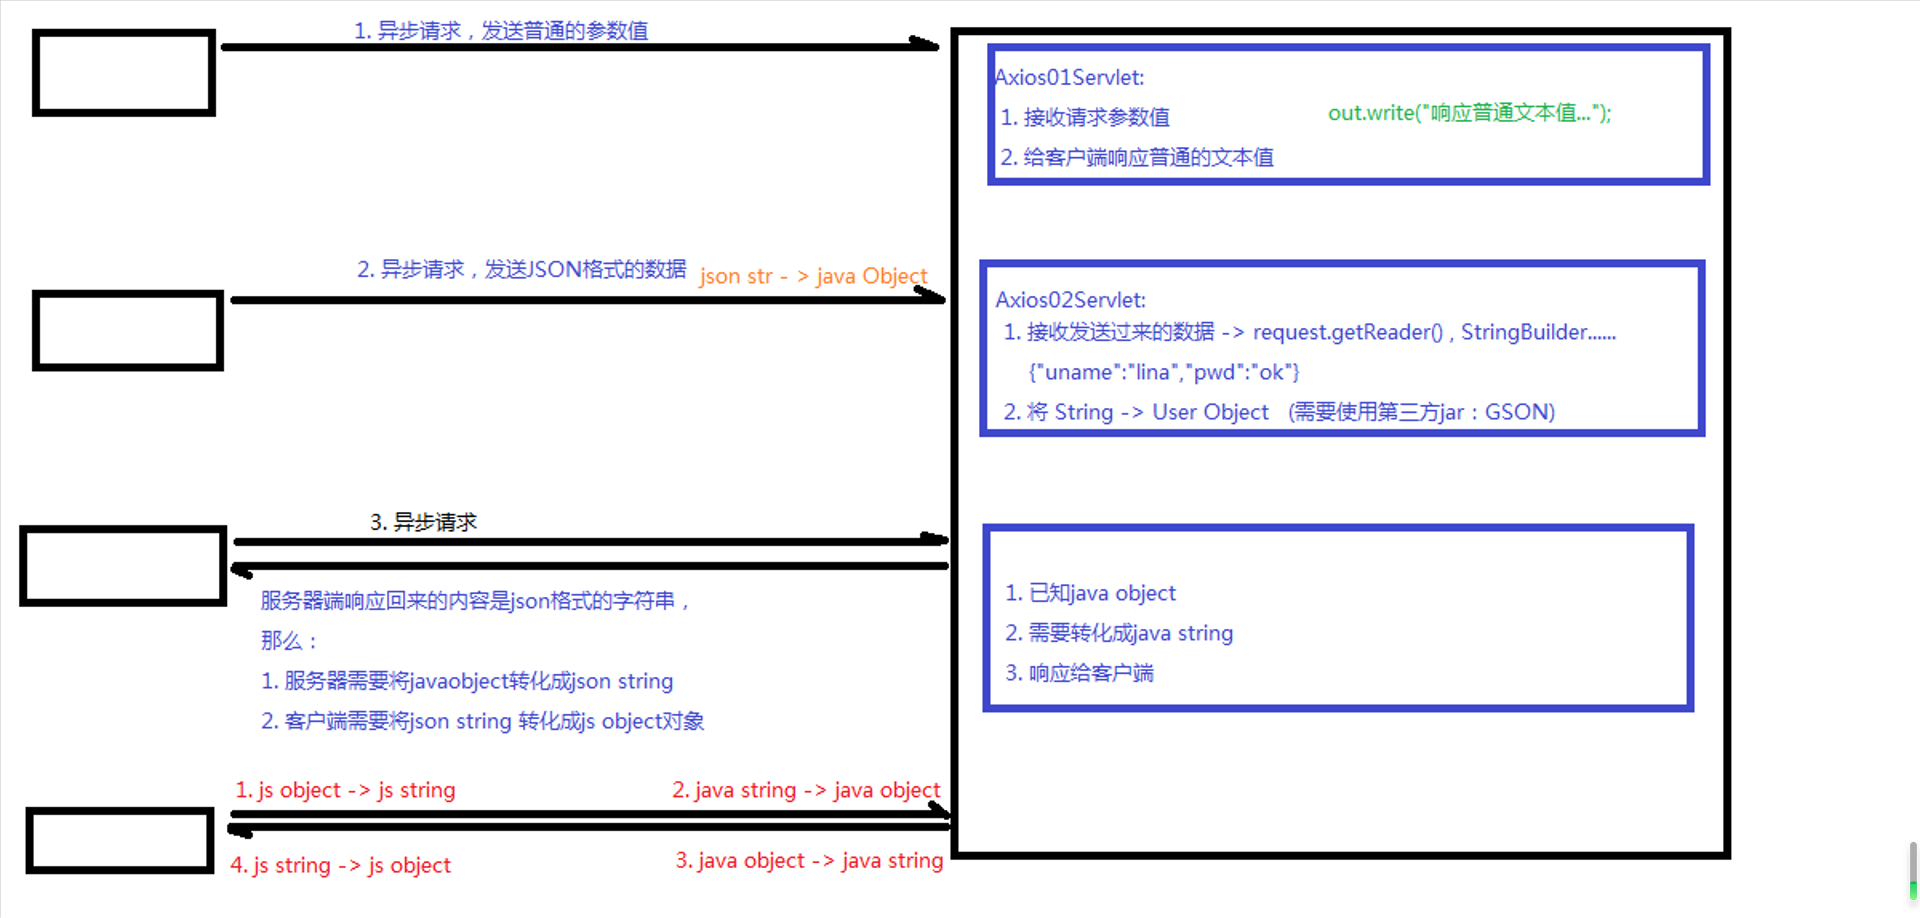 1. 异步请求，发送普通的参数值
Axios01Servlet:
1. 接收请求参数值
out.write("响应普通文本值...");
2. 给客户端响应普通的文本值
2. 异步请求，发送JSON格式的数据
json str - > java Object
Axios02Servlet:
1. 接收发送过来的数据 -> request.getReader() , StringBuilder......
{"uname":"lina","pwd":"ok"}
2. 将 String -> User Object (需要使用第三方jar：GSON)
3. 异步请求
服务器端响应回来的内容是json格式的字符串，
那么：
1. 服务器需要将javaobject转化成json string
2. 客户端需要将json string 转化成js object对象
1. 已知java object
2. 需要转化成java string
3. 响应给客户端
1. js object -> js string
2. java string -> java object
4. js string -> js object
3. java object -> java string